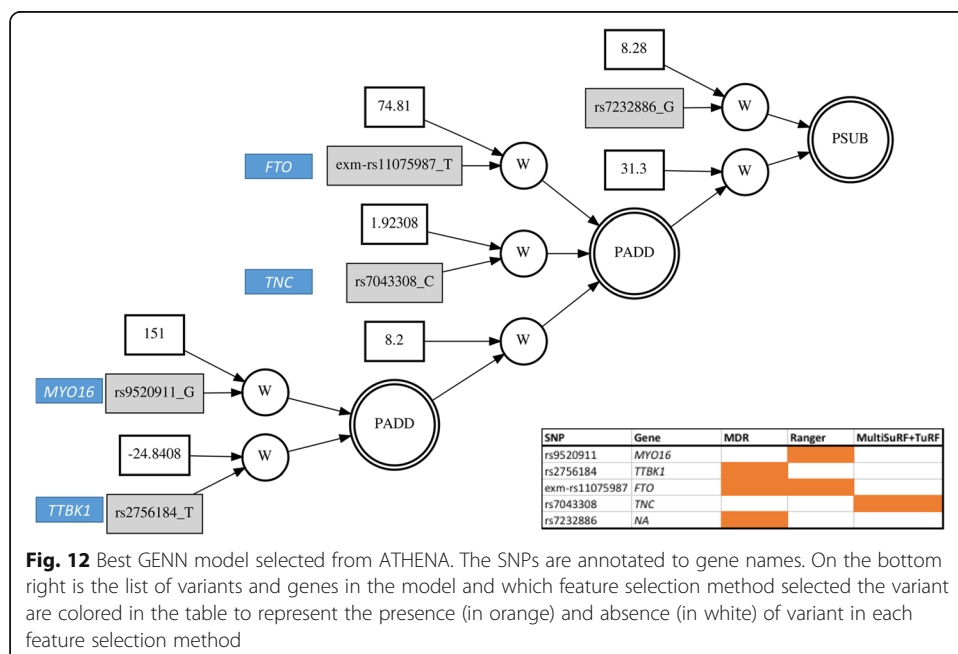 8.28
W
rs7232886_G
PSUB
74.81
W
FTO
exm-rs11075987_T
31.3
W
1.92308
W
PADD
TNC
rs7043308_C
8.2
W
151
W
MYO16
rs9520911_G
PADD
-24.8408
W
TTBK1
rs2756184_T
SNP Gene MDR Ranger MultiSuRF+TuRF
rs9520911 MYO16
rs2756184 TTBK1
exm-rs11075987 FTO
rs7043308 TNC
rs7232886 NA
Fig. 12 Best GENN model selected from ATHENA. The SNPs are annotated to gene names. On the bottom
right is the list of variants and genes in the model and which feature selection method selected the variant
are colored in the table to represent the presence (in orange) and absence (in white) of variant in each
feature selection method